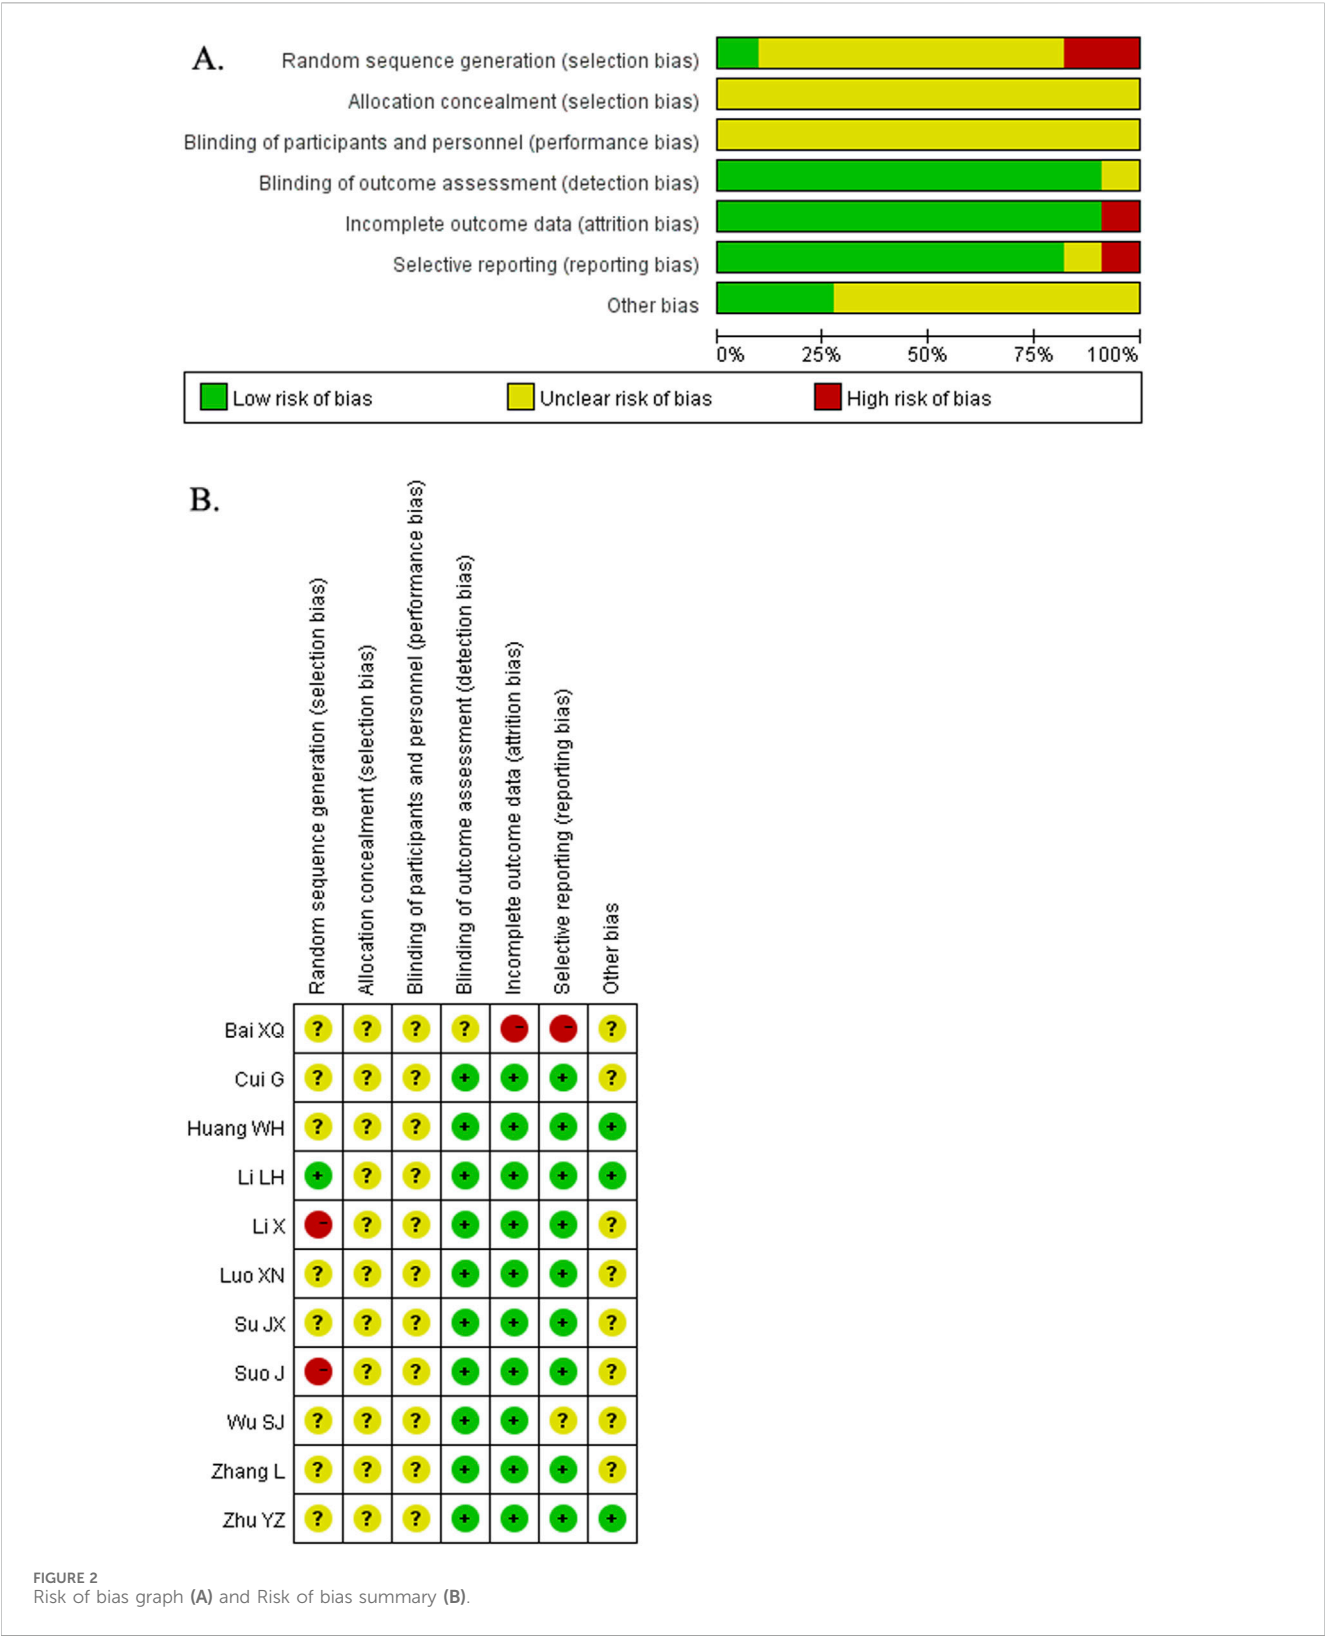 A.
Random sequence generation (selection bias)
Allocation concealment (selection bias)
Blinding of participants and personnel (performance bias)
Blinding of outcome assessment (detection bias)
Incomplete outcome data (attrition bias)
Selective reporting (reporting bias)
Other bias
0% 25% 50% 75% 100%
Low risk of bias Unclear risk of bias High risk of bias
B.
Random sequence generation (selection bias)
Allocation concealment (selection bias)
Blinding of participants and personnel (performance bias)
Blinding of outcome assessment (detection bias)
Incomplete outcome data (attrition bias)
Selective reporting (reporting bias)
Other bias
Bai XQ ? ? ? ? - - ?
Cui G ? ? ? + + + ?
Huang WH ? ? ? + + + +
Li LH + ? ? + + + +
Li X - ? ? + + + ?
Luo XN ? ? ? + + + ?
Su JX ? ? ? + + + ?
Suo J - ? ? + + + ?
Wu SJ ? ? ? + + ? ?
Zhang L ? ? ? + + + ?
Zhu YZ ? ? ? + + + +
FIGURE 2
Risk of bias graph (A) and Risk of bias summary (B).